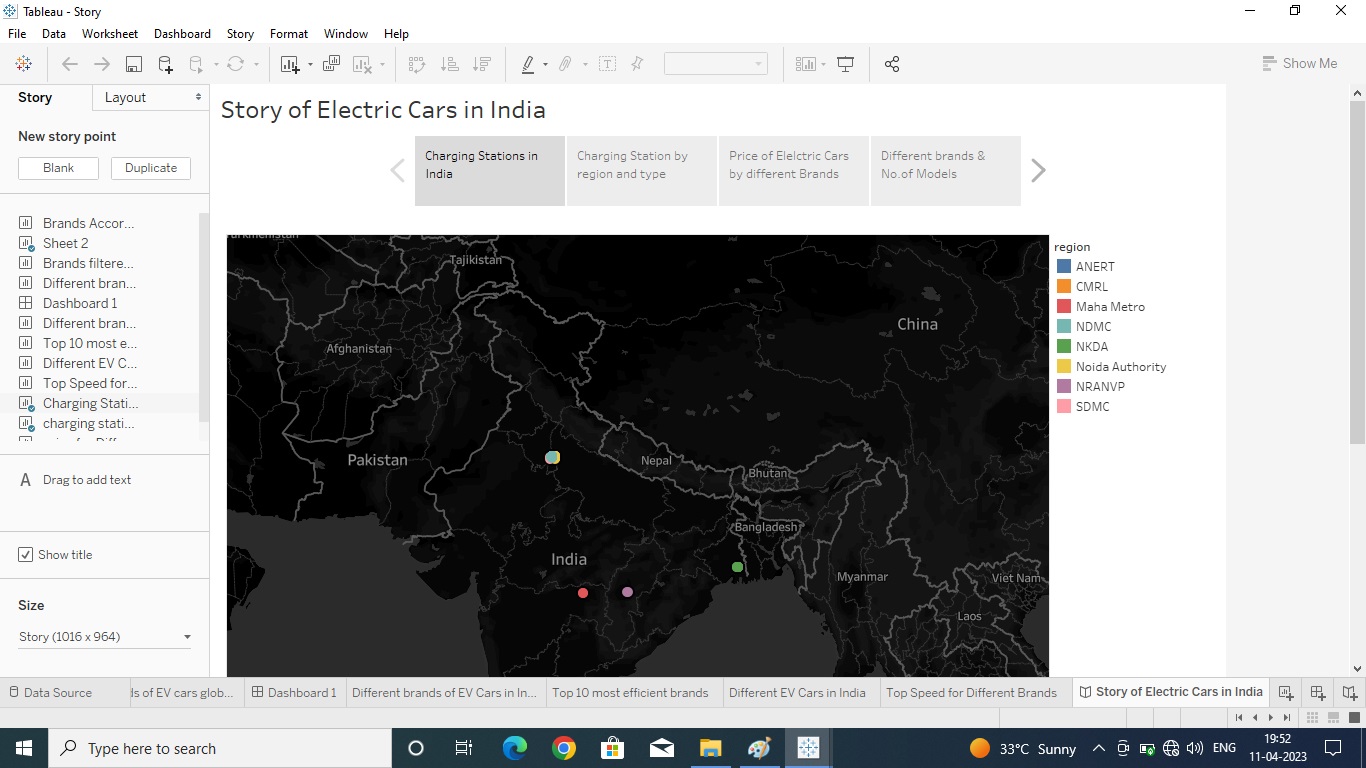 Tableau - Story
File Data Worksheet Dashboard Story Format Window Help
Show Me
Story Layout
New story point
Blank Duplicate
Brands Accor...
Sheet 2
Brands filtere...
Different bran...
Dashboard 1
Different bran...
Top 10 most e...
Different EV C...
Top Speed for...
Charging Stati...
charging stati...
A Drag to add text
Show title
Size
Story (1016 x 964)
Story of Electric Cars in India
Charging Stations in
India
Charging Station by
region and type
Price of Elelctric Cars
by different Brands
Different brands &
No.of Models
Tajikistan
China
Afghanistan
Pakistan
Nepal
Bhutan
Bangladesh
India
Myanmar
Viet Nam
Laos
region
ANERT
CMRL
Maha Metro
NDMC
NKDA
Noida Authority
NRANVP
SDMC
Data Source ls of EV cars glob... Dashboard 1 Different brands of EV Cars in In... Top 10 most efficient brands Different EV Cars in India Top Speed for Different Brands Story of Electric Cars in India
Type here to search
33°C Sunny
ENG
19:52
11-04-2023